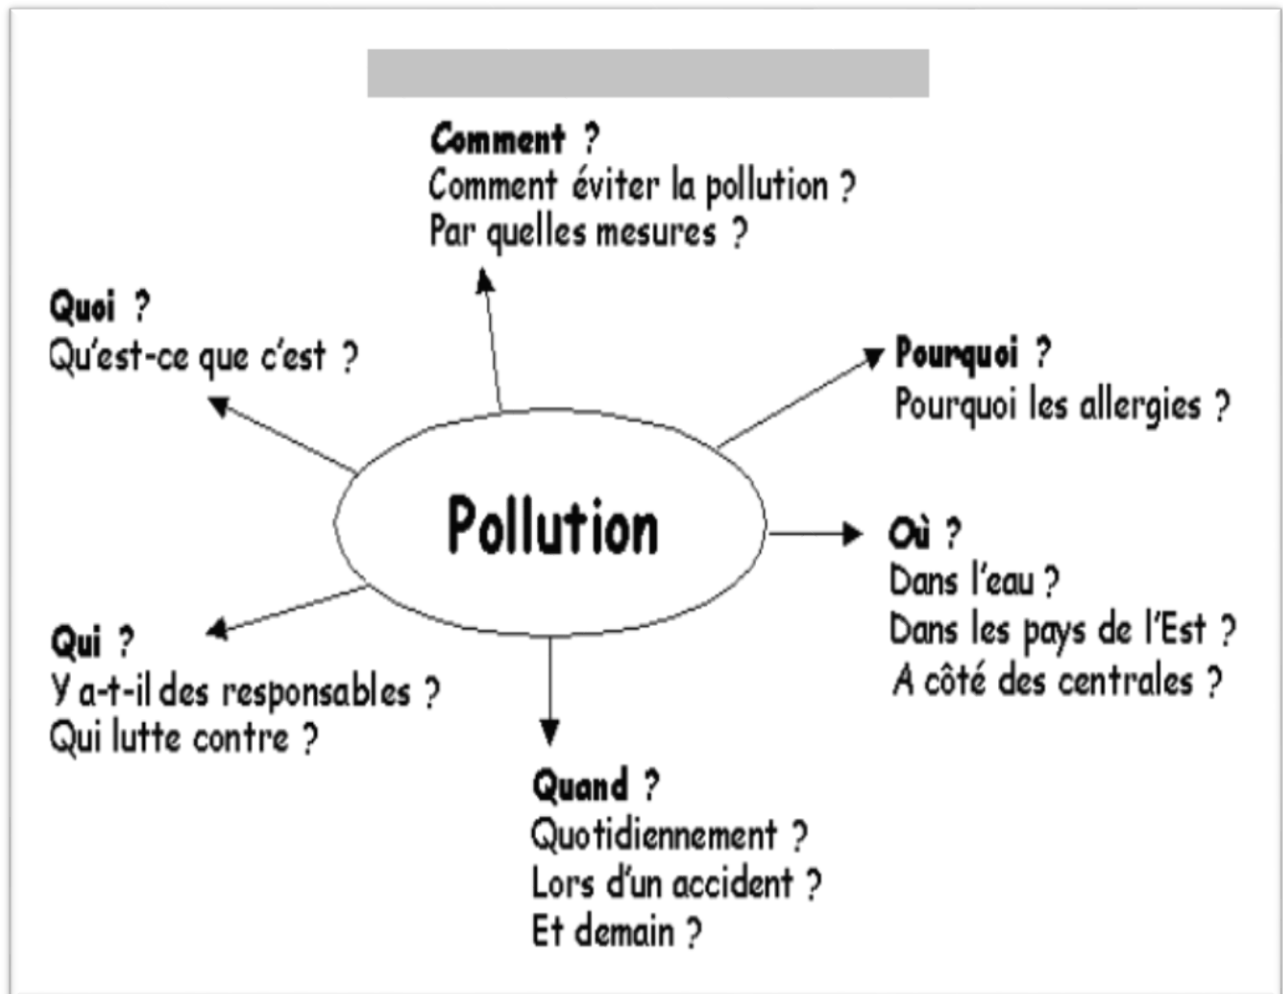 Comment ?
Comment éviter la pollution ?
Par quelles mesures ?
Quoi ?
Qu'est-ce que c'est ?
Pourquoi ?
Pourquoi les allergies ?
Pollution
Où ?
Dans l'eau ?
Dans les pays de l'Est ?
A côté des centrales ?
Qui ?
Y a-t-il des responsables ?
Qui lutte contre ?
Quand ?
Quotidiennement ?
Lors d'un accident ?
Et demain ?